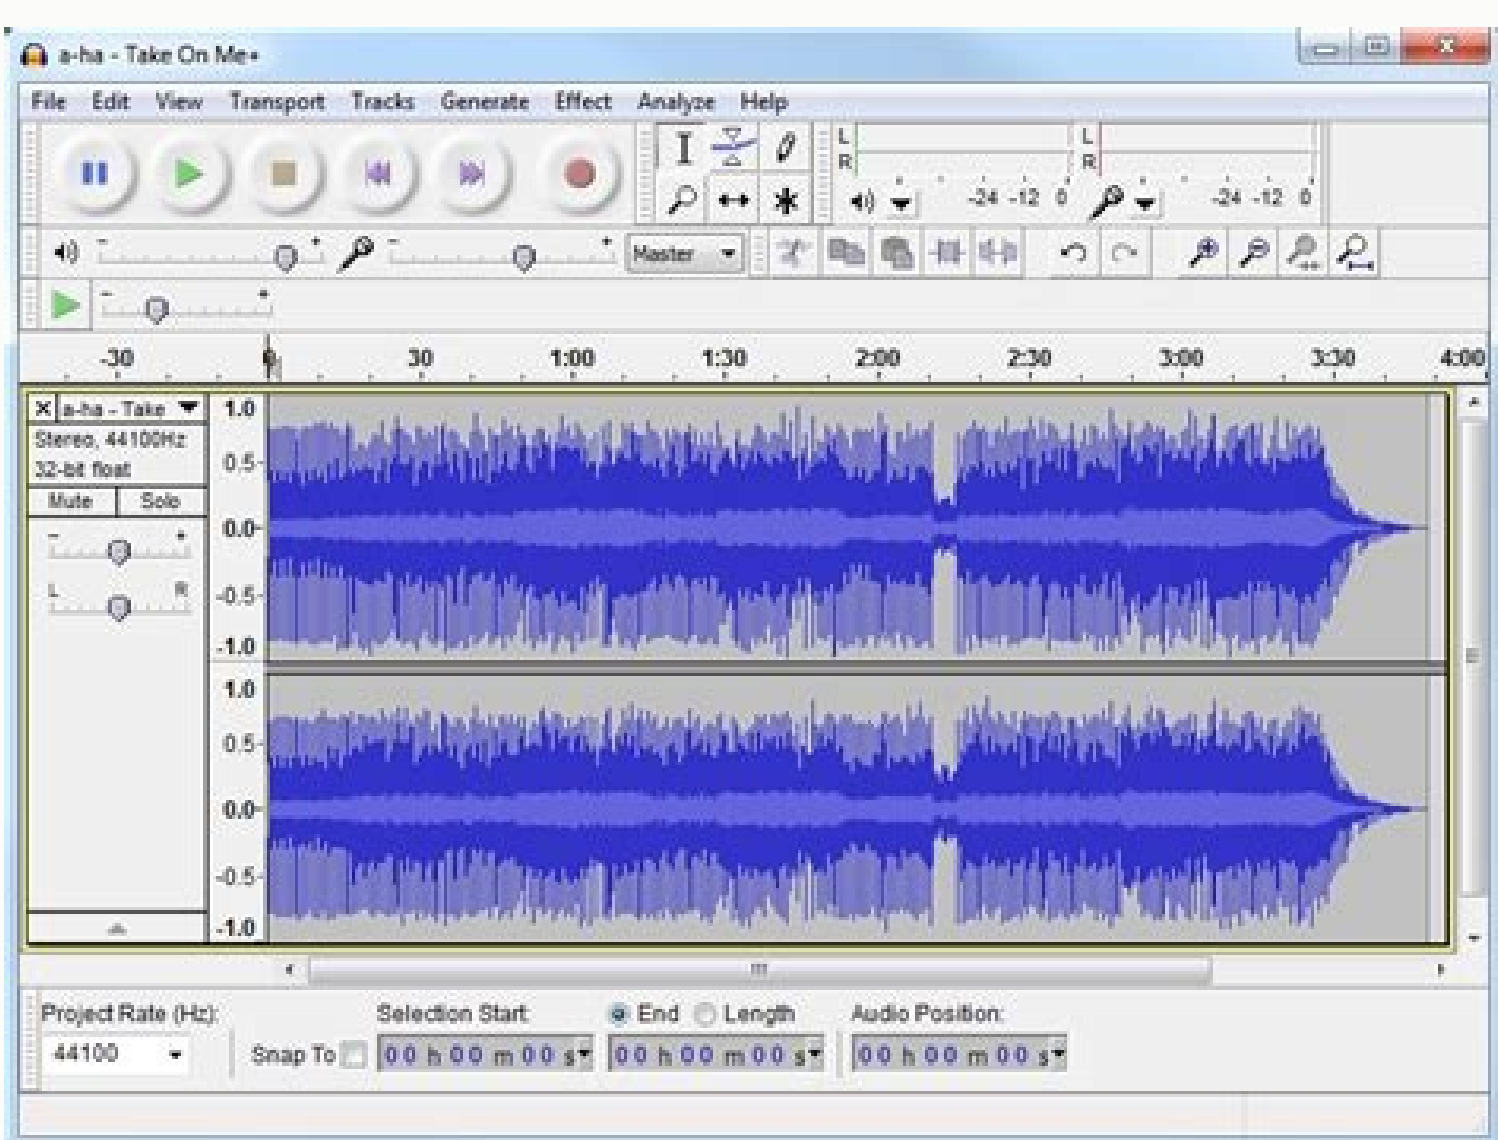 a-ha - Take On Me+
File Edit View Transport Tracks Generate Effect Analyze Help
L
R
-24 -12 0
L
R
-24 -12 0
- + - + Master
- +
-30 0 30 1:00 1:30 2:00 2:30 3:00 3:30 4:00
X a-ha - Take
Stereo, 44100Hz
32-bit float
Mute Solo
- +
L R
1.0
0.5
0.0
-0.5
-1.0
1.0
0.5
0.0
-0.5
-1.0
Project Rate (Hz):
44100
Snap To
Selection Start:
00 h 00 m 00 s
End Length
00 h 00 m 00 s
Audio Position:
00 h 00 m 00 s